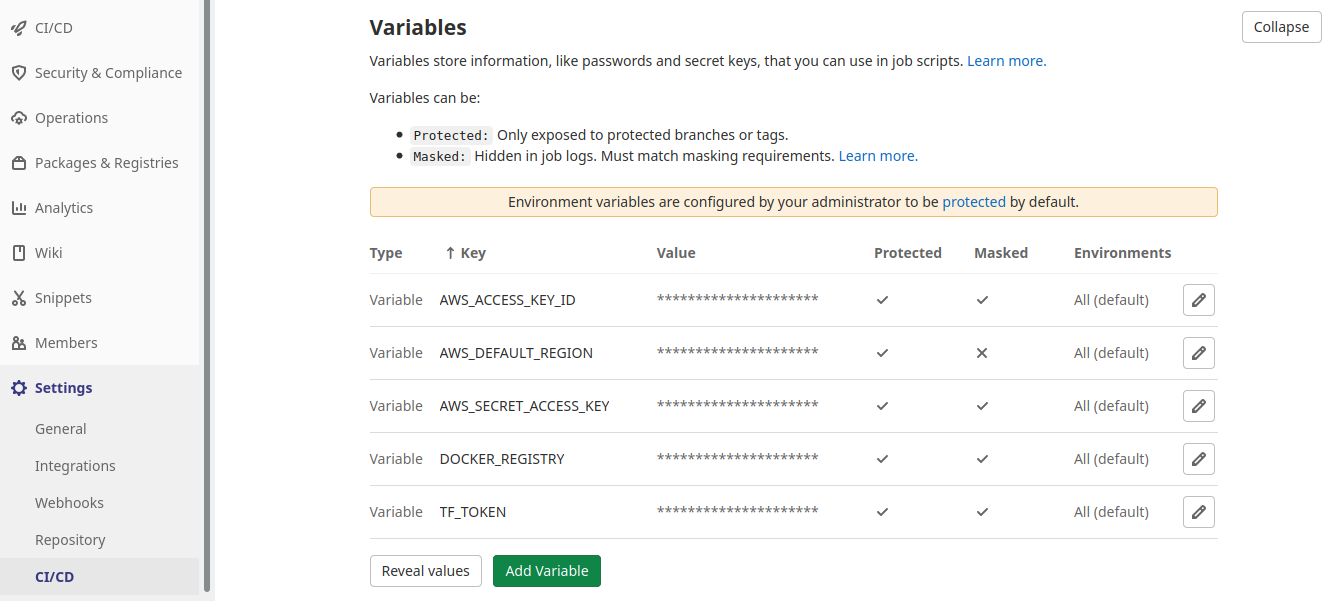 CI/CD
Security & Compliance
Operations
Packages & Registries
Analytics
Wiki
Snippets
Members
Settings
General
Integrations
Webhooks
Repository
CI/CD
Variables
Collapse
Variables store information, like passwords and secret keys, that you can use in job scripts. Learn more.
Variables can be:
Protected: Only exposed to protected branches or tags.
Masked: Hidden in job logs. Must match masking requirements. Learn more.
Environment variables are configured by your administrator to be protected by default.
Type ↑ Key Value Protected Masked Environments
Variable AWS_ACCESS_KEY_ID ********************* All (default)
Variable AWS_DEFAULT_REGION ********************* All (default)
Variable AWS_SECRET_ACCESS_KEY ********************* All (default)
Variable DOCKER_REGISTRY ********************* All (default)
Variable TF_TOKEN ********************* All (default)
Reveal values Add Variable